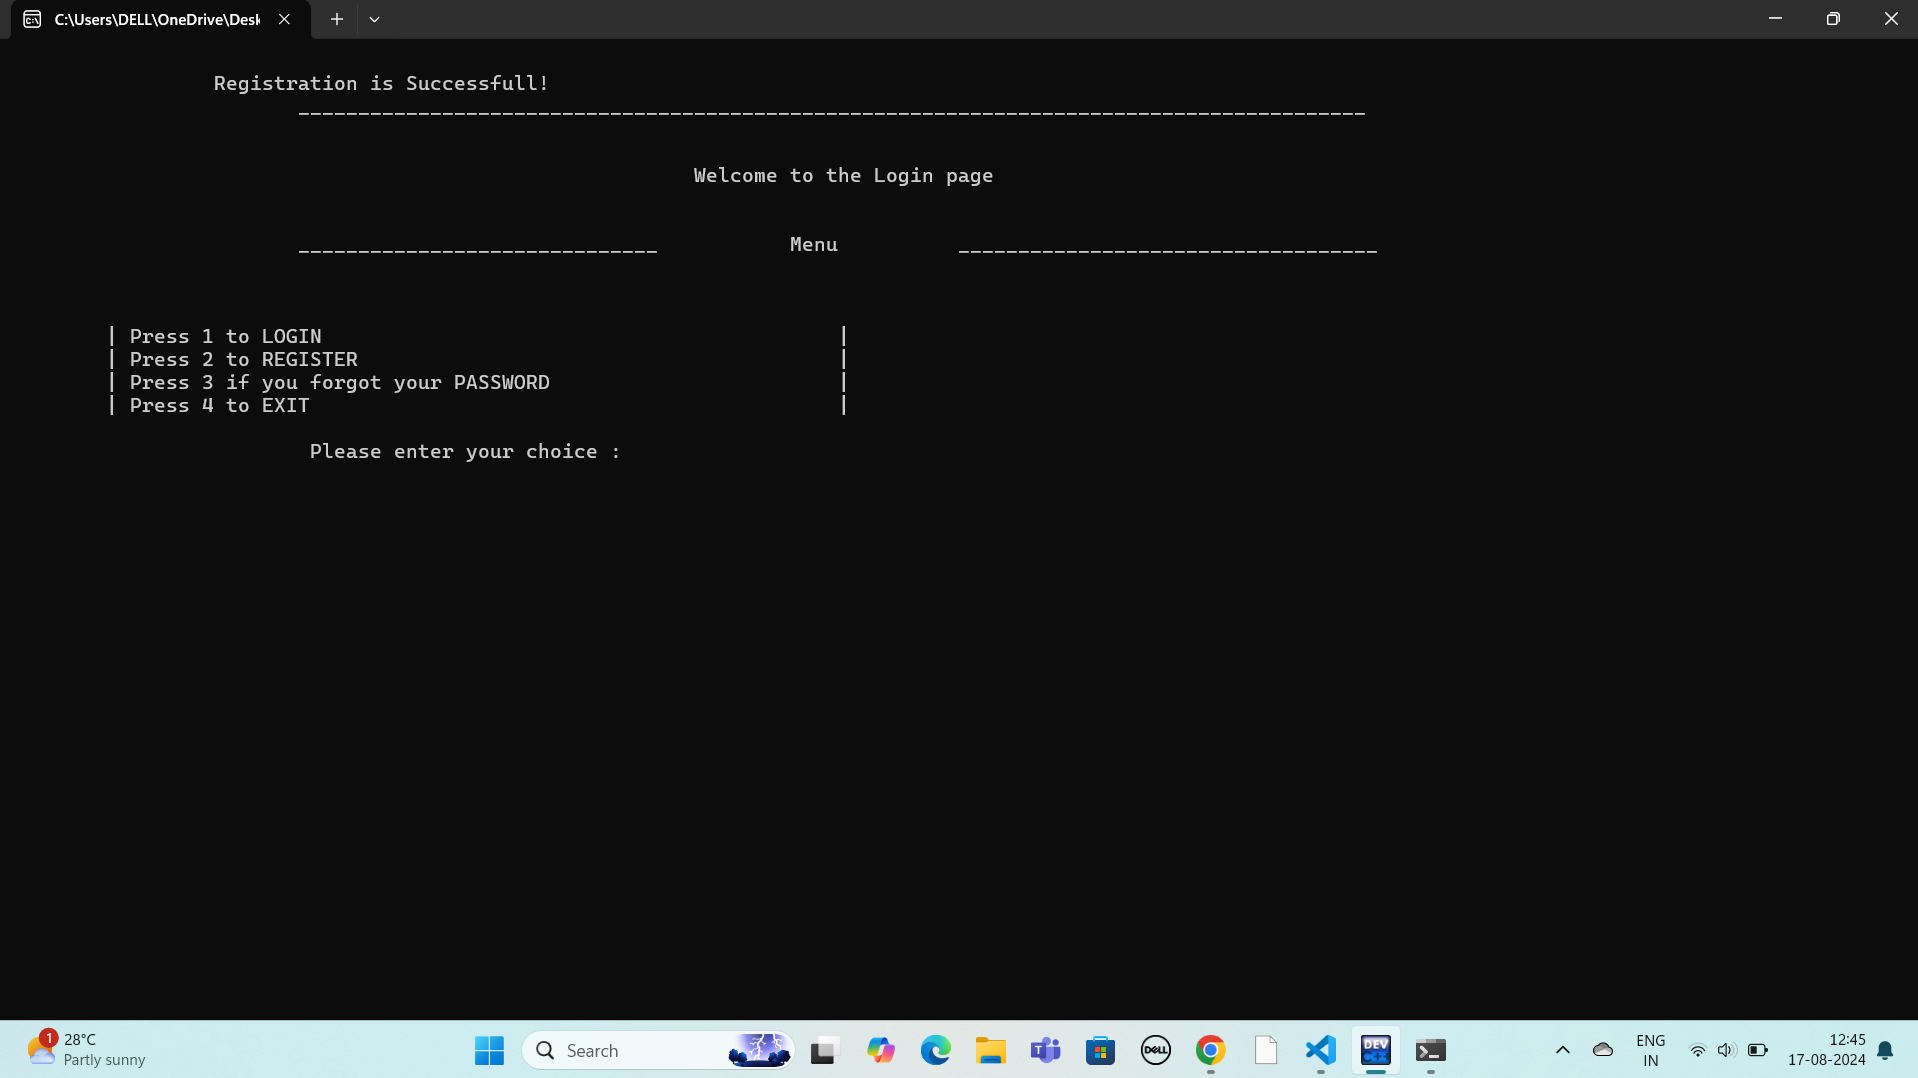 C:\Users\DELL\OneDrive\Desk
Registration is Successfull!
-----------------------------------------------------------------------------------------
Welcome to the Login page
______________________________ Menu ___________________________________
| Press 1 to LOGIN |
| Press 2 to REGISTER |
| Press 3 if you forgot your PASSWORD |
| Press 4 to EXIT |
Please enter your choice :
1
28°C
Partly sunny
Search
T
DELL
DEV
C++
ENG
IN
12:45
17-08-2024